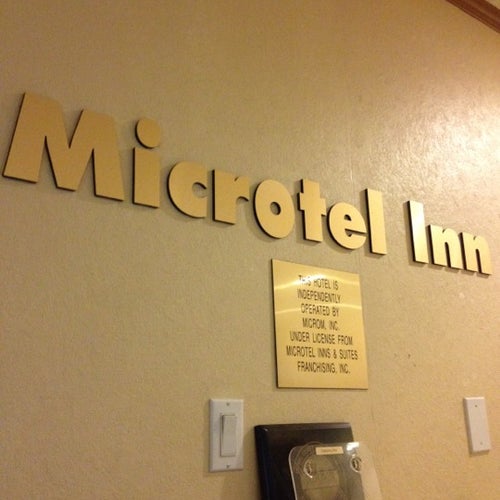 Microtel Inn
THIS HOTEL IS
INDEPENDENTLY
OPERATED BY
MICROM, INC.
UNDER LICENSE FROM
MICROTEL INNS & SUITES
FRANCHISING, INC.